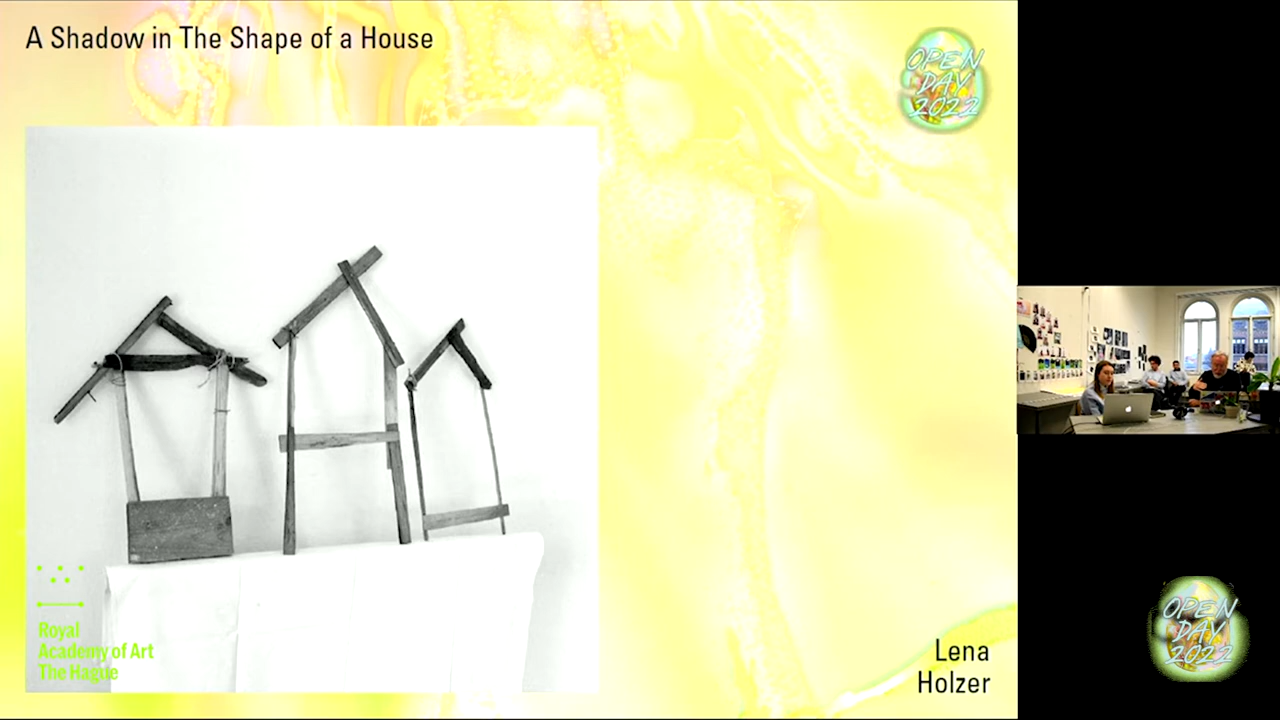 A Shadow in The Shape of a House
OPEN
DAY
2022
Royal
Academy of Art
The Hague
Lena
Holzer
OPEN
DAY
2022